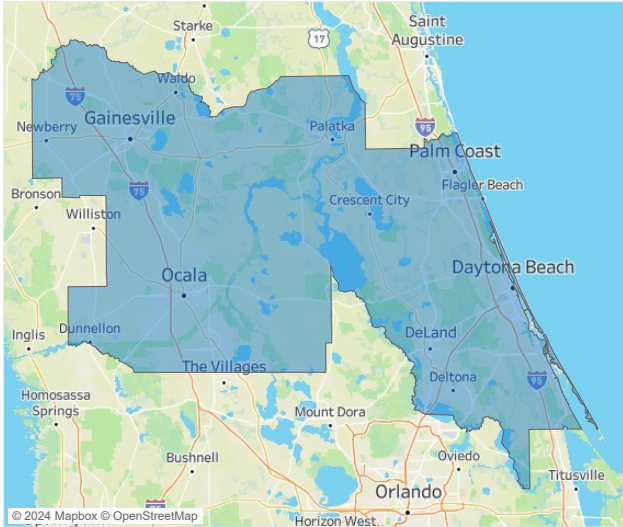 Saint
Augustine
Starke
17
Waldo
75
Gainesville
Newberry
Palatka
95
Palm Coast
Flagler Beach
75
Bronson
Crescent City
Williston
Ocala
Daytona Beach
Inglis
Dunnellon
DeLand
The Villages
Deltona
95
Homosassa
Springs
Mount Dora
Bushnell
Oviedo
Titusville
Orlando
75
© 2024 Mapbox © OpenStreetMap
Horizon West